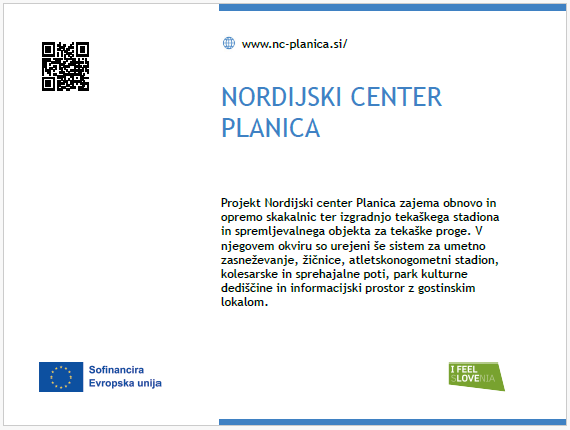 www.nc-planica.si/
NORDIJSKI CENTER
PLANICA
Projekt Nordijski center Planica zajema obnovo in
opremo skakalnic ter izgradnjo tekaškega stadiona
in spremljevalnega objekta za tekaške proge. V
njegovem okviru so urejeni še sistem za umetno
zasneževanje, žičnice, atletskonogometni stadion,
kolesarske in sprehajalne poti, park kulturne
dediščine in informacijski prostor z gostinskim
lokalom.
Sofinancira
Evropska unija
I FEEL
SLOVENIA